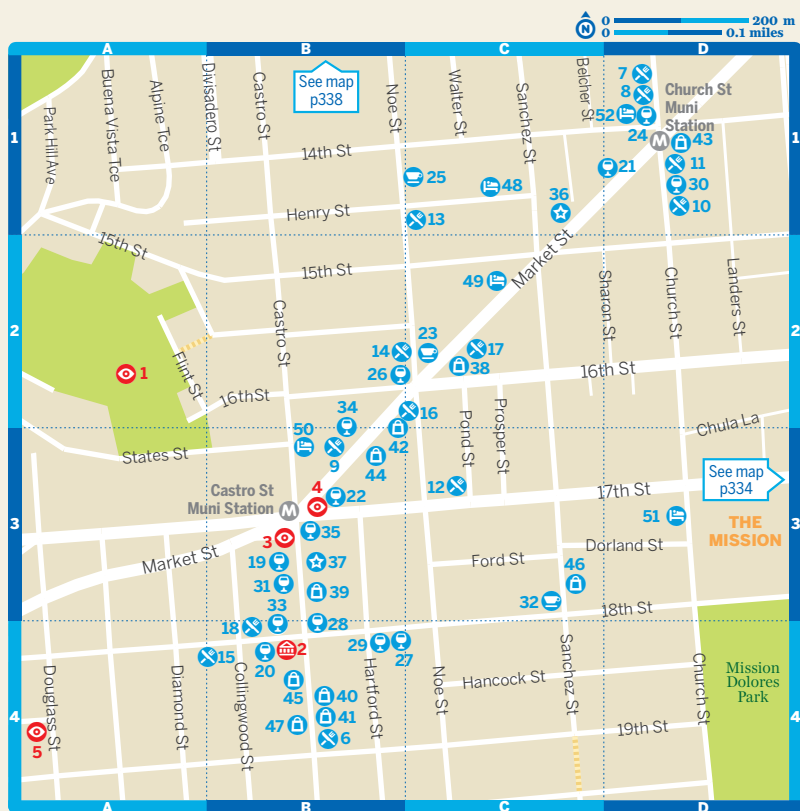 N
0 200 m
0 0.1 miles
A B C D
1
2
3
4
1
2
3
4
A B C D
See map
p338
See map
p334
Park Hill Ave
Buena Vista Tce
Alpine Tce
Divisadero St
Castro St
Noe St
Walter St
Sanchez St
Belcher St
7
8
52
Church St
Muni
Station
24
M
43
11
30
10
21
14th St
25
48
36
Henry St
13
15th St
15th St
49
Market St
Sharon St
Church St
Landers St
Castro St
Flint St
1
14
23
17
38
26
16th St
16thSt
16
34
50
9
42
44
Pond St
Prosper St
Chula La
States St
12
17th St
4
22
Castro St
Muni Station
M
3
35
51
THE
MISSION
Market St
19
37
31
39
Ford St
Dorland St
46
32
33
28
18
18th St
15
20
2
29
27
45
40
41
47
6
Douglass St
Diamond St
Collingwood St
Hartford St
Noe St
Hancock St
Sanchez St
Church St
Mission
Dolores
Park
19th St
5